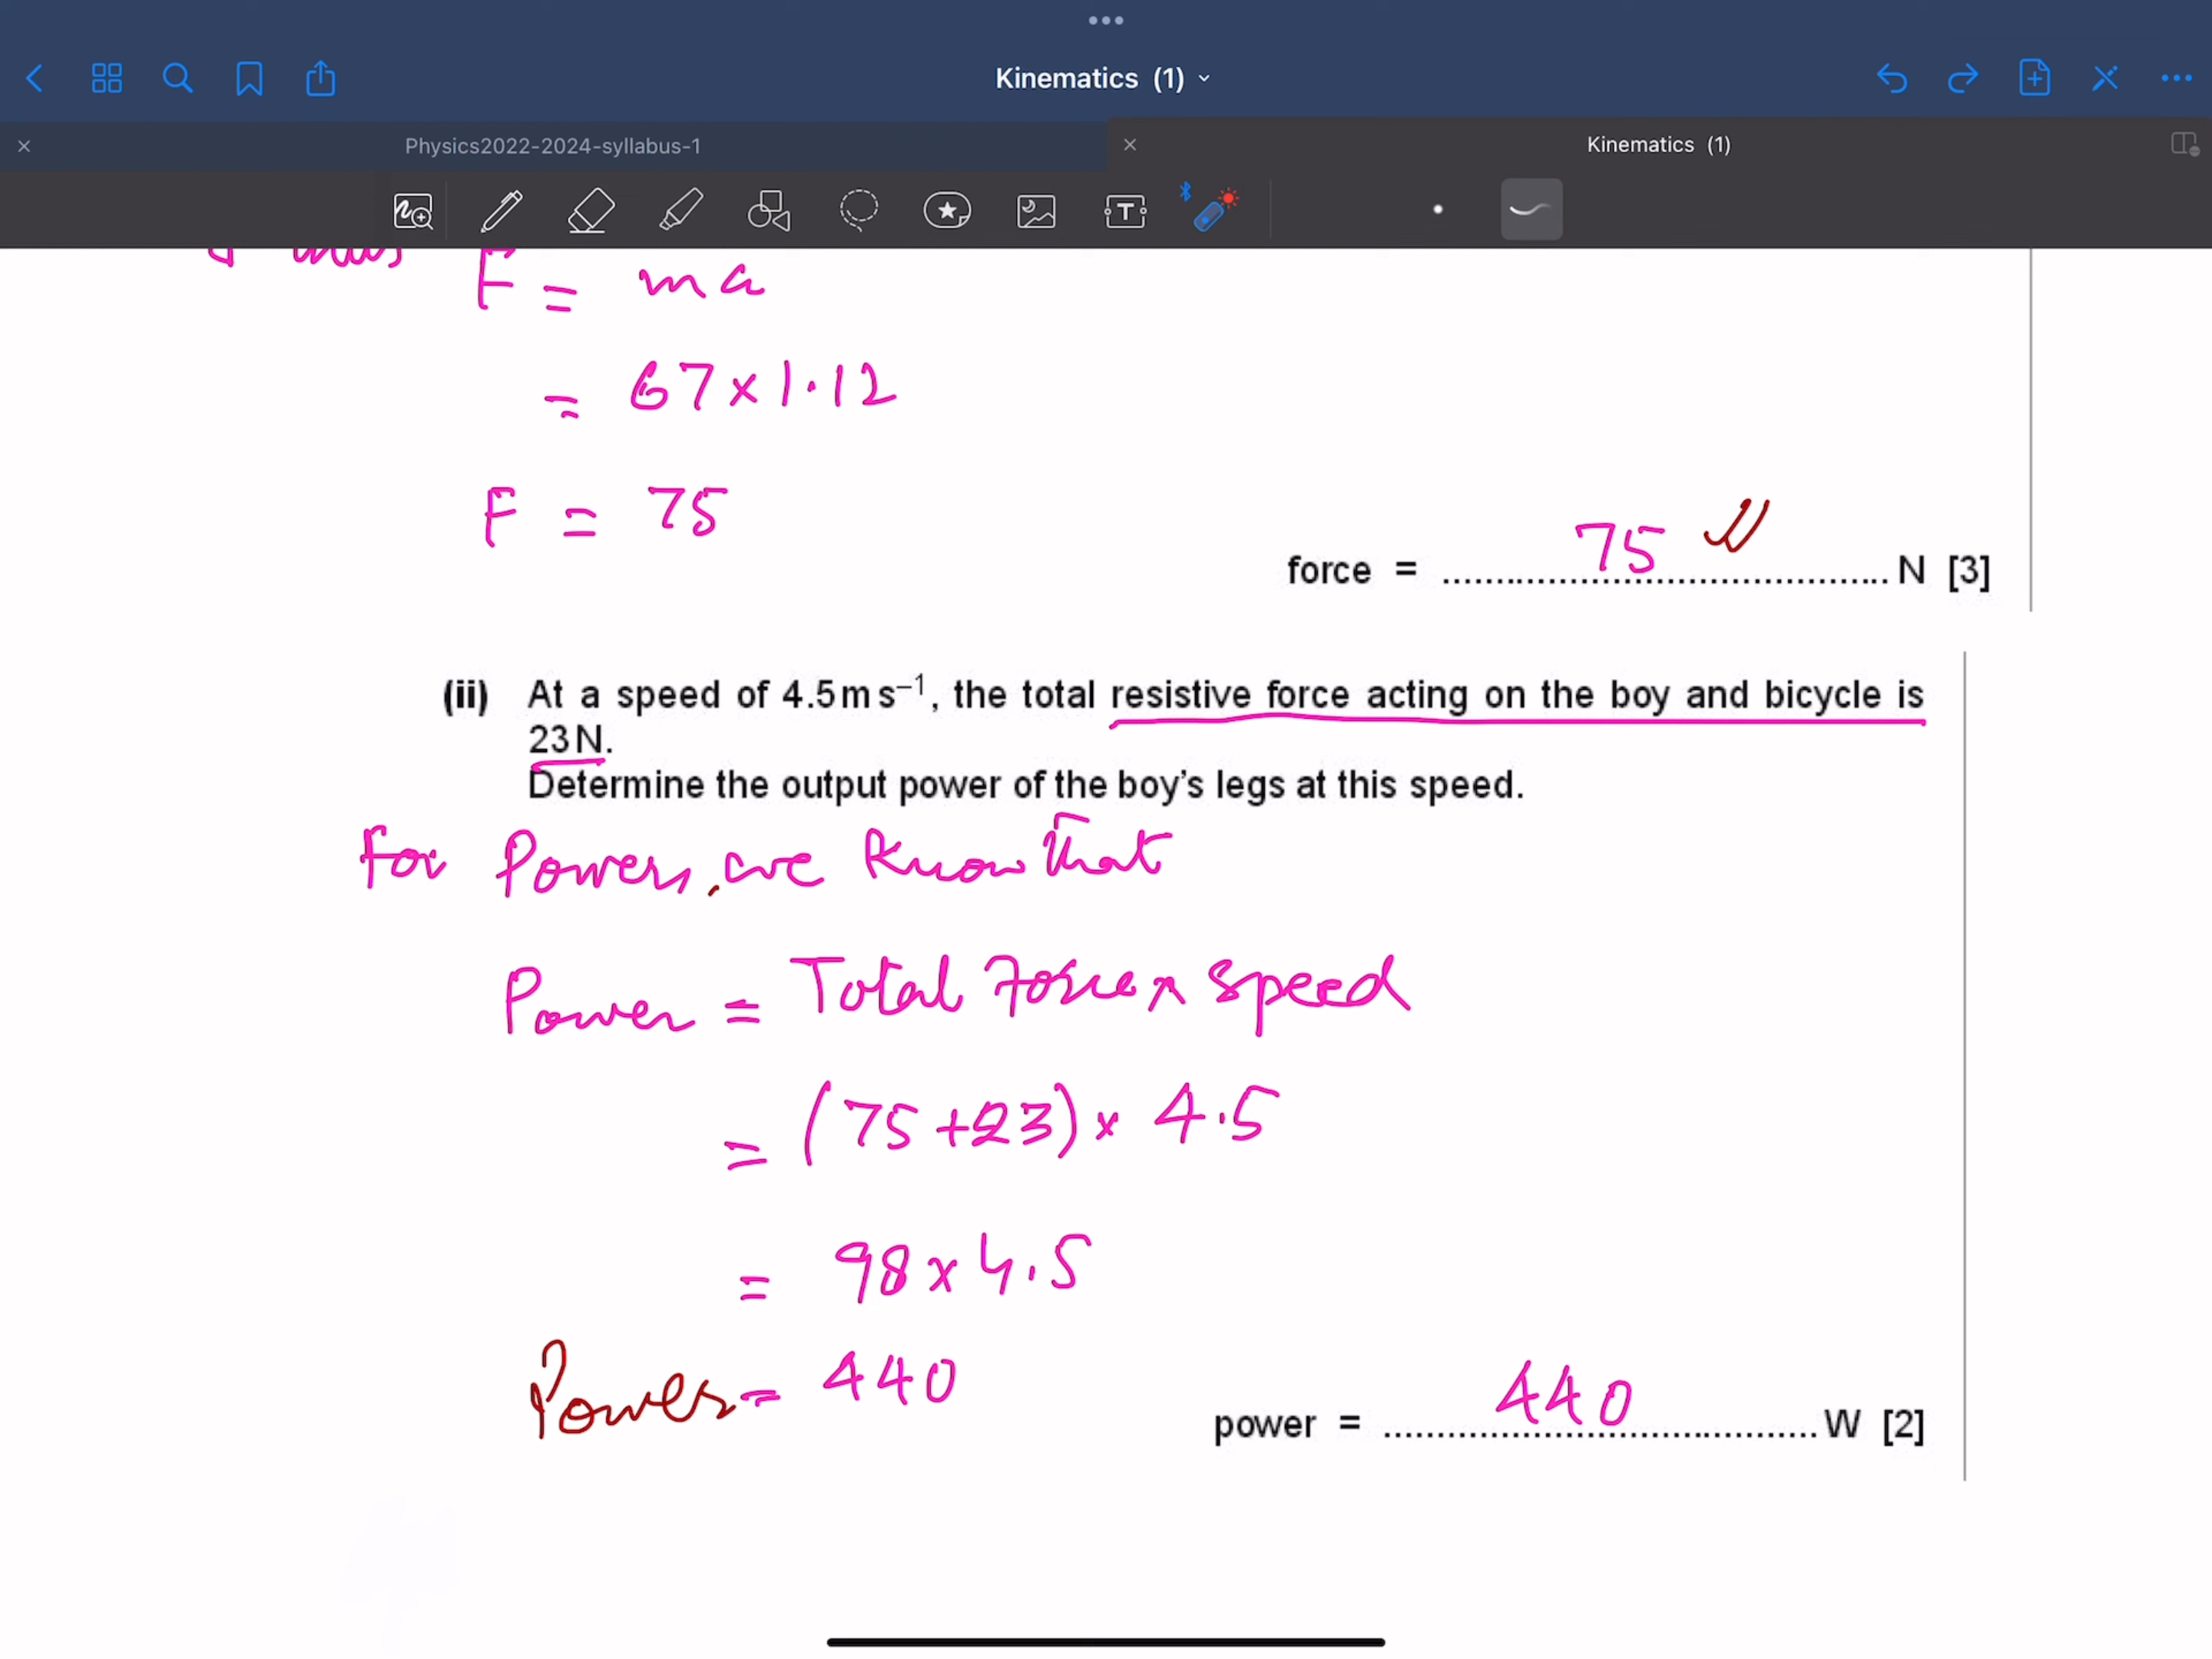 Kinematics (1)
Physics2022-2024-syllabus-1
Kinematics (1)
F = ma
= 67 × 1.12
F = 75
75
force = ........................................ N [3]
(ii) At a speed of 4.5 m s⁻¹, the total resistive force acting on the boy and bicycle is
23 N.
Determine the output power of the boy's legs at this speed.
for Power, we know that
Power = Total force × speed
= (75 + 23) × 4.5
= 98 × 4.5
Power = 440
440
power = ........................................ W [2]